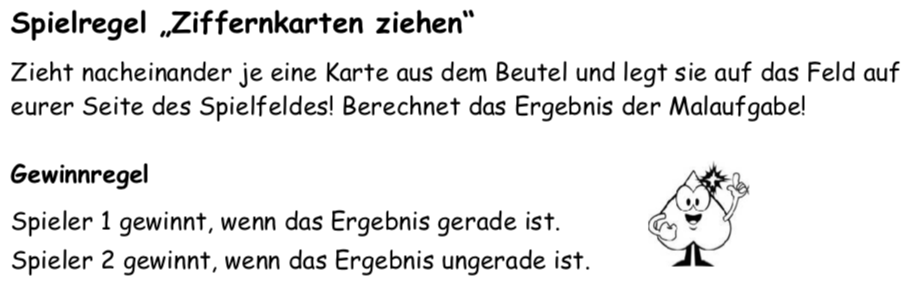 Spielregel „Ziffernkarten ziehen“
Zieht nacheinander je eine Karte aus dem Beutel und legt sie auf das Feld auf
eurer Seite des Spielfeldes! Berechnet das Ergebnis der Malaufgabe!
Gewinnregel
Spieler 1 gewinnt, wenn das Ergebnis gerade ist.
Spieler 2 gewinnt, wenn das Ergebnis ungerade ist.